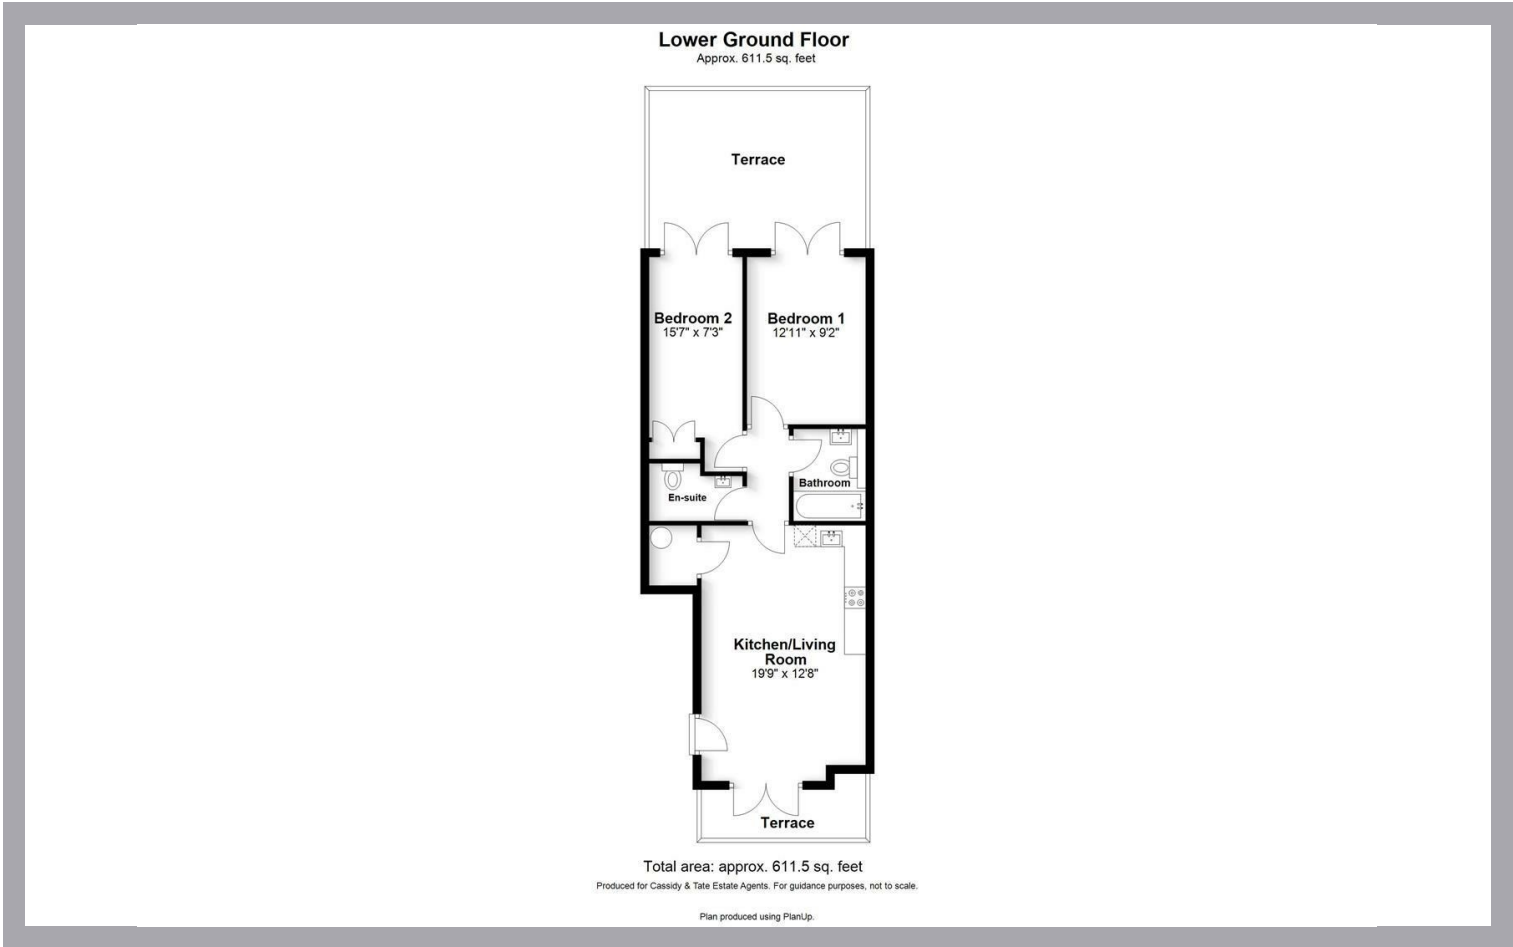 Lower Ground Floor
Approx. 611.5 sq. feet
Terrace
Bedroom 2
15'7" x 7'3"
Bedroom 1
12'11" x 9'2"
Bathroom
En-suite
Kitchen/Living
Room
19'9" x 12'8"
Terrace
Total area: approx. 611.5 sq. feet
Produced for Cassidy & Tate Estate Agents. For guidance purposes, not to scale.
Plan produced using PlanUp.